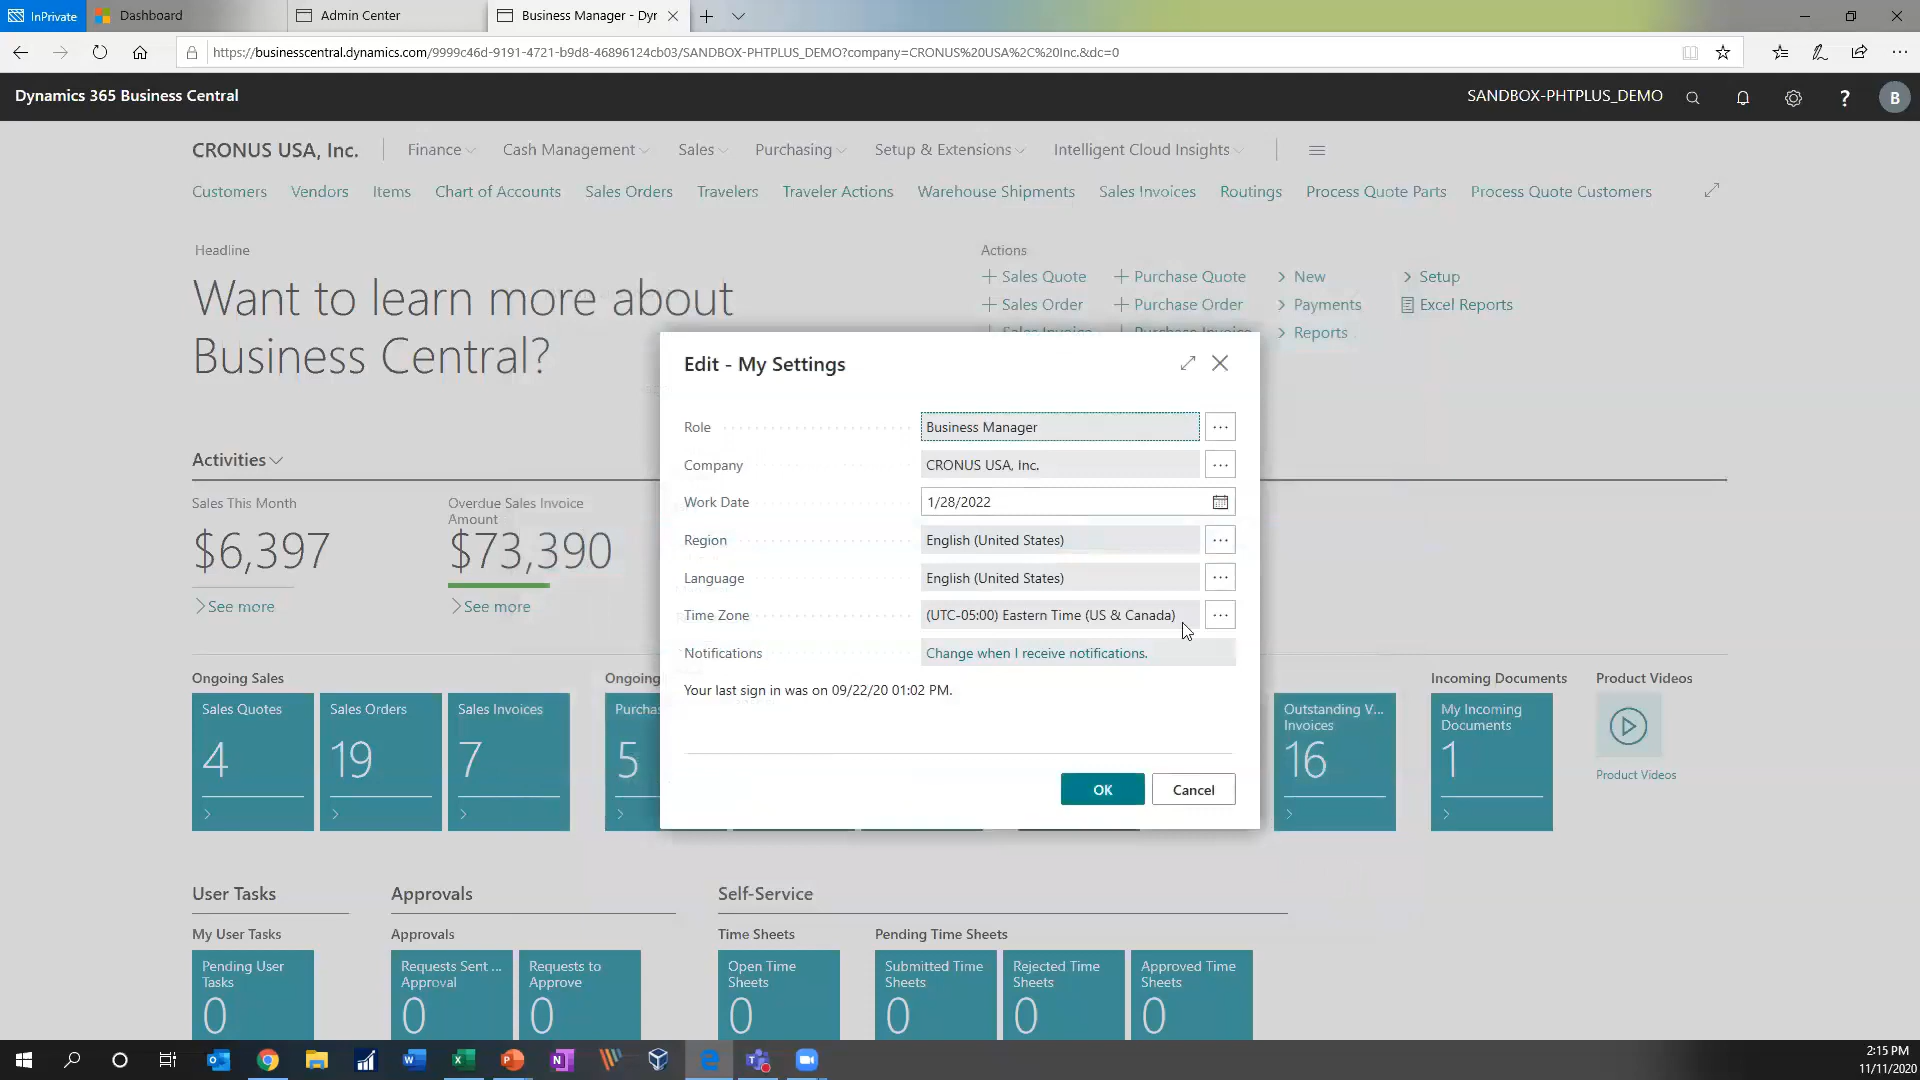 InPrivate
Dashboard
Admin Center
Business Manager - Dyr
https://businesscentral.dynamics.com/9999c46d-9191-4721-b9d8-46896124cb03/SANDBOX-PHTPLUS_DEMO?company=CRONUS%20USA%2C%20Inc.&dc=0
Dynamics 365 Business Central
SANDBOX-PHTPLUS_DEMO
?
B
CRONUS USA, Inc.
Finance
Cash Management
Sales
Purchasing
Setup & Extensions
Intelligent Cloud Insights
Customers
Vendors
Items
Chart of Accounts
Sales Orders
Travelers
Traveler Actions
Warehouse Shipments
Sales Invoices
Routings
Process Quote Parts
Process Quote Customers
Headline
Want to learn more about
Business Central?
Actions
+ Sales Quote
+ Purchase Quote
> New
> Setup
+ Sales Order
+ Purchase Order
> Payments
Excel Reports
> Reports
Edit - My Settings
Role
Business Manager
...
Company
CRONUS USA, Inc.
...
Work Date
1/28/2022
Region
English (United States)
...
Language
English (United States)
...
Time Zone
(UTC-05:00) Eastern Time (US & Canada)
...
Notifications
Change when I receive notifications.
Your last sign in was on 09/22/20 01:02 PM.
OK
Cancel
Activities
Sales This Month
$6,397
>See more
Overdue Sales Invoice
Amount
$73,390
>See more
Ongoing Sales
Sales Quotes
4
Sales Orders
19
Sales Invoices
7
Ongoing
Purcha
5
Outstanding V...
Invoices
16
Incoming Documents
My Incoming
Documents
1
Product Videos
Product Videos
User Tasks
My User Tasks
Pending User
Tasks
0
Approvals
Approvals
Requests Sent ...
Approval
0
Requests to
Approve
0
Self-Service
Time Sheets
Open Time
Sheets
0
Pending Time Sheets
Submitted Time
Sheets
0
Rejected Time
Sheets
0
Approved Time
Sheets
0
2:15 PM
11/11/2020